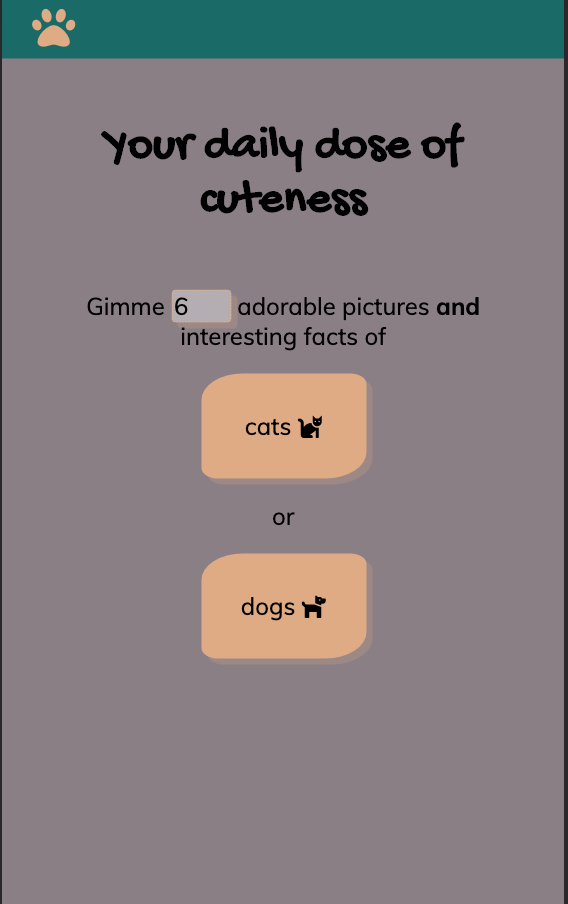 Your daily dose of
cuteness
Gimme 6 adorable pictures and
interesting facts of
cats
or
dogs